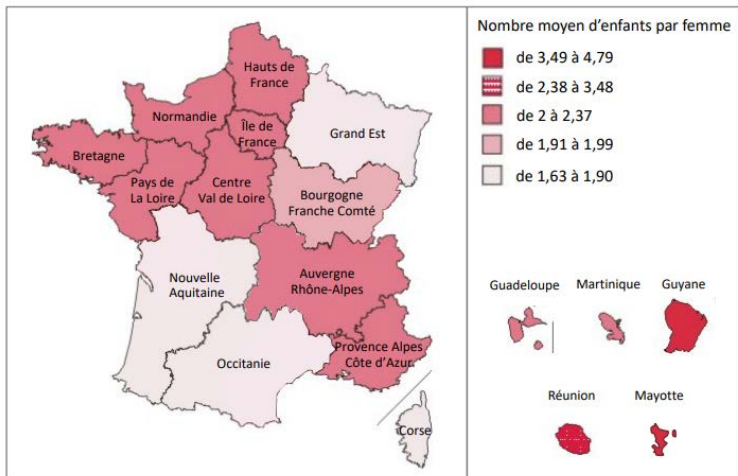 Hauts de
France
Normandie
Île de
France
Grand Est
Bretagne
Pays de
La Loire
Centre
Val de Loire
Bourgogne
Franche Comté
Nouvelle
Aquitaine
Auvergne
Rhône-Alpes
Occitanie
Provence Alpes
Côte d'Azur
Corse
Nombre moyen d'enfants par femme
de 3,49 à 4,79
de 2,38 à 3,48
de 2 à 2,37
de 1,91 à 1,99
de 1,63 à 1,90
Guadeloupe Martinique Guyane
Réunion Mayotte